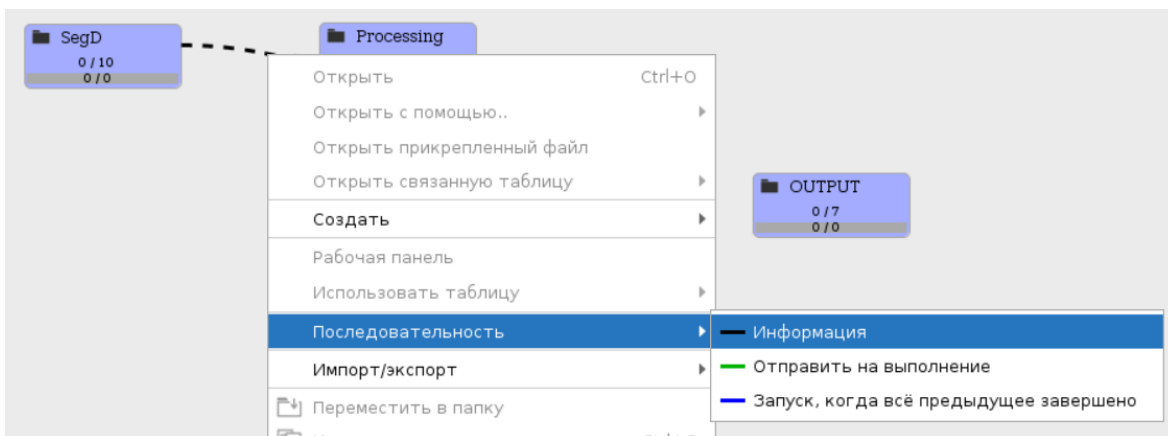 SegD
0 / 10
0 / 0
Processing
Открыть Ctrl+O
Открыть с помощью..
Открыть прикрепленный файл
Открыть связанную таблицу
OUTPUT
0 / 7
0 / 0
Создать
Рабочая панель
Использовать таблицу
Последовательность
Информация
Отправить на выполнение
Запуск, когда всё предыдущее завершено
Импорт/экспорт
Переместить в папку